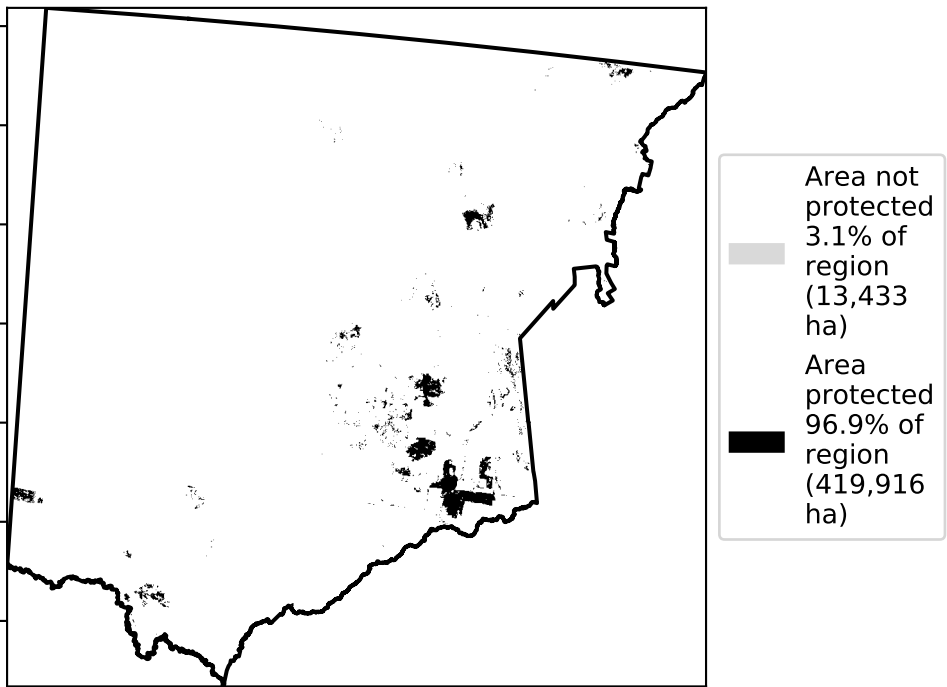 Area not
protected
3.1% of
region
(13,433
ha)
Area
protected
96.9% of
region
(419,916
ha)